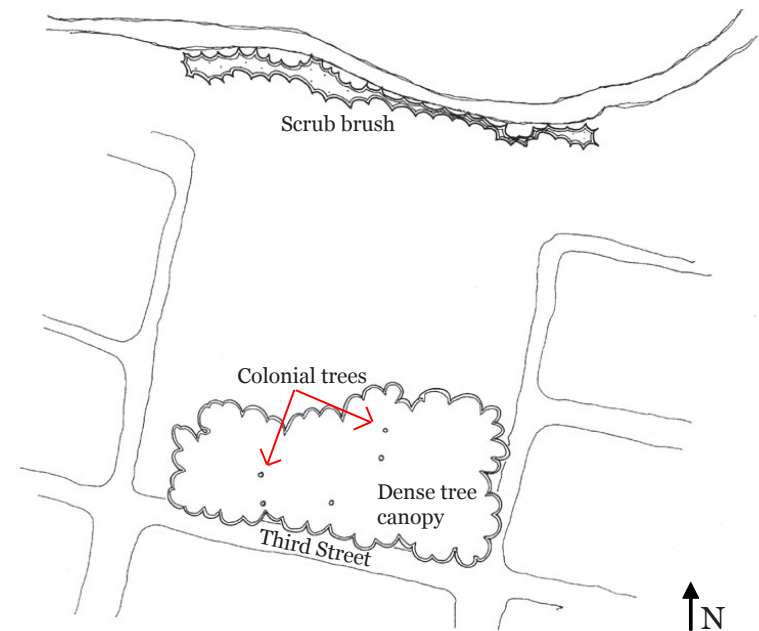 Scrub brush
Colonial trees
Dense tree
canopy
Third Street
N